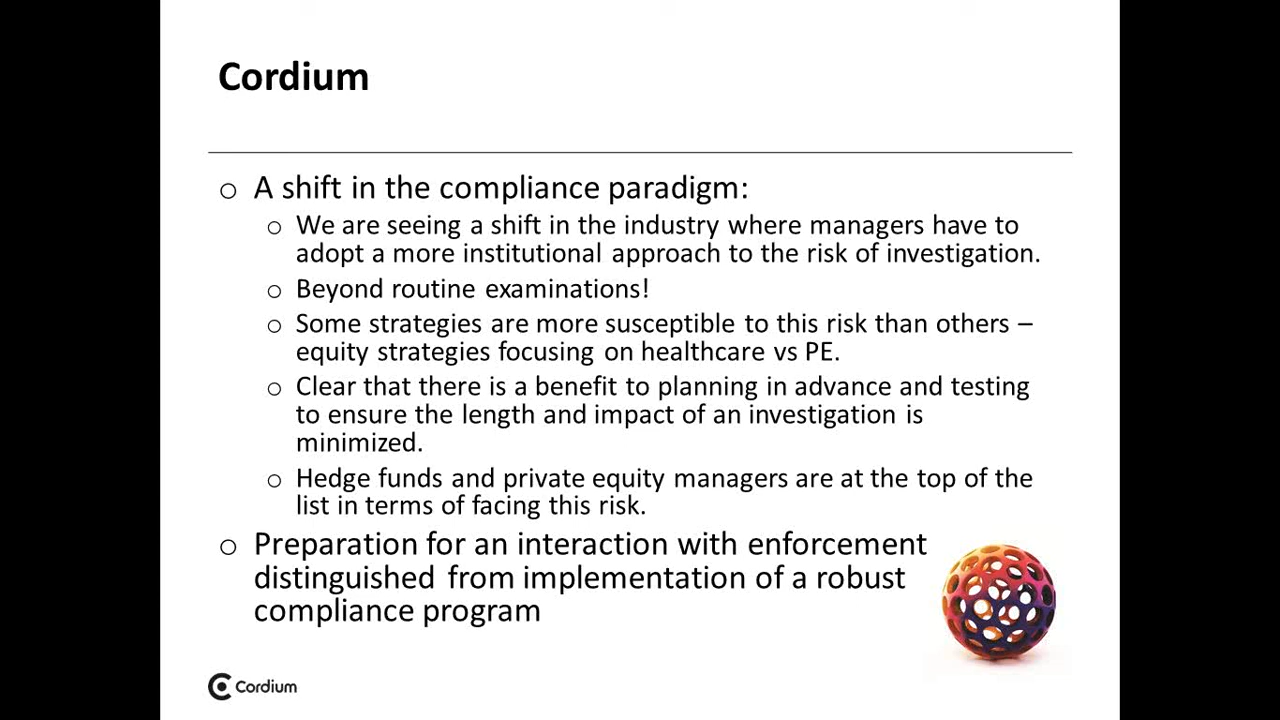 Cordium
o A shift in the compliance paradigm:
o We are seeing a shift in the industry where managers have to
adopt a more institutional approach to the risk of investigation.
o Beyond routine examinations!
o Some strategies are more susceptible to this risk than others –
equity strategies focusing on healthcare vs PE.
o Clear that there is a benefit to planning in advance and testing
to ensure the length and impact of an investigation is
minimized.
o Hedge funds and private equity managers are at the top of the
list in terms of facing this risk.
o Preparation for an interaction with enforcement
distinguished from implementation of a robust
compliance program
Cordium